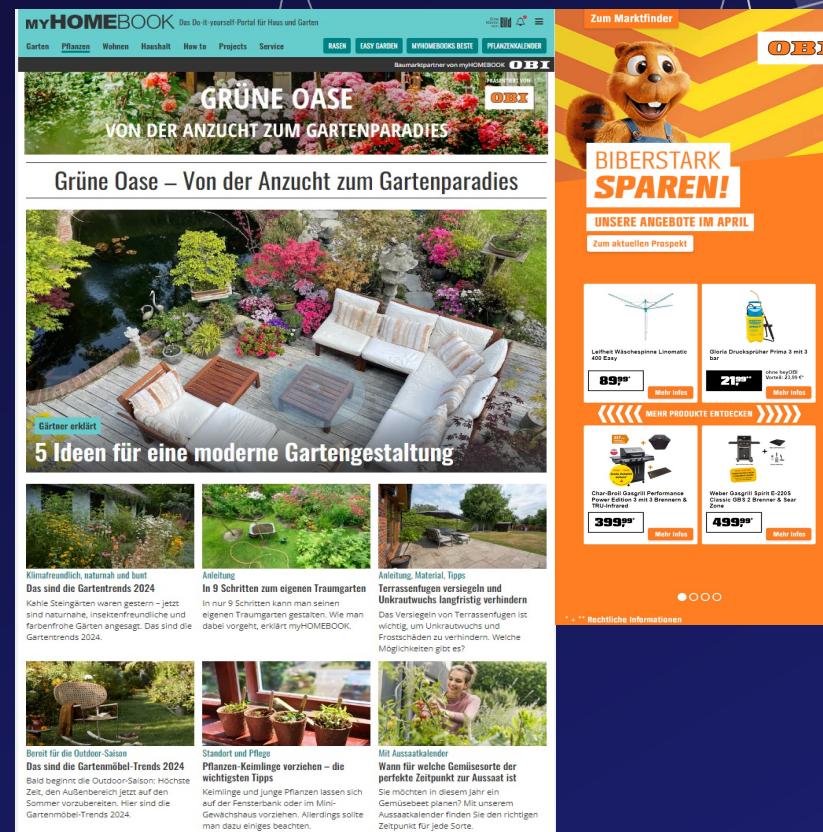 MYHOMEBOOK Das Do-it-yourself-Portal für Haus und Garten
Bild
Garten Pflanzen Wohnen Haushalt How to Projects Service RASEN EASY GARDEN MYHOMEBOOKS BESTE PFLANZENKALENDER
Baumarktpartner von myHOMEBOOK OBI
PRÄSENTIERT VON
OBI
GRÜNE OASE
VON DER ANZUCHT ZUM GARTENPARADIES
Grüne Oase – Von der Anzucht zum Gartenparadies
Gärtner erklärt
5 Ideen für eine moderne Gartengestaltung
Klimafreundlich, naturnah und bunt
Das sind die Gartentrends 2024
Kahle Steingärten waren gestern – jetzt
sind naturnahe, insektenfreundliche und
farbenfrohe Gärten angesagt. Das sind die
Gartentrends 2024.
Anleitung
In 9 Schritten zum eigenen Traumgarten
In nur 9 Schritten kann man seinen
eigenen Traumgarten gestalten. Wie man
dabei vorgeht, erklärt myHOMEBOOK.
Anleitung, Material, Tipps
Terrassenfugen versiegeln und
Unkrautwuchs langfristig verhindern
Das Versiegeln von Terrassenfugen ist
wichtig, um Unkrautwuchs und
Frostschäden zu verhindern. Welche
Möglichkeiten gibt es?
Bereit für die Outdoor-Saison
Das sind die Gartenmöbel-Trends 2024
Bald beginnt die Outdoor-Saison: Höchste
Zeit, den Außenbereich jetzt auf den
Sommer vorzubereiten. Hier sind die
Gartenmöbel-Trends 2024.
Standort und Pflege
Pflanzen-Keimlinge vorziehen – die
wichtigsten Tipps
Keimlinge und junge Pflanzen lassen sich
auf der Fensterbank oder im Mini-
Gewächshaus vorziehen. Allerdings sollte
man dazu einiges beachten.
Mit Aussaatkalender
Wann für welche Gemüsesorte der
perfekte Zeitpunkt zur Aussaat ist
Sie möchten in diesem Jahr ein
Gemüsebeet planen? Mit unserem
Aussaatkalender finden Sie den richtigen
Zeitpunkt für jede Sorte.
Zum Marktfinder
OBI
BIBERSTARK
SPAREN!
UNSERE ANGEBOTE IM APRIL
Zum aktuellen Prospekt
Leifheit Wäschespinne Linomatic
400 Easy
89,99*
Mehr Infos
Gloria Drucksprüher Prima 3 mit 3
bar
21,99**
ohne heyOBI
Vorteil: 23,99 €*
Mehr Infos
MEHR PRODUKTE ENTDECKEN
Char-Broil Gasgrill Performance
Power Edition 3 mit 3 Brennern &
TRU-Infrared
399,99*
Mehr Infos
Weber Gasgrill Spirit E-220S
Classic GBS 2 Brenner & Sear
Zone
499,99*
Mehr Infos
* + ** Rechtliche Informationen